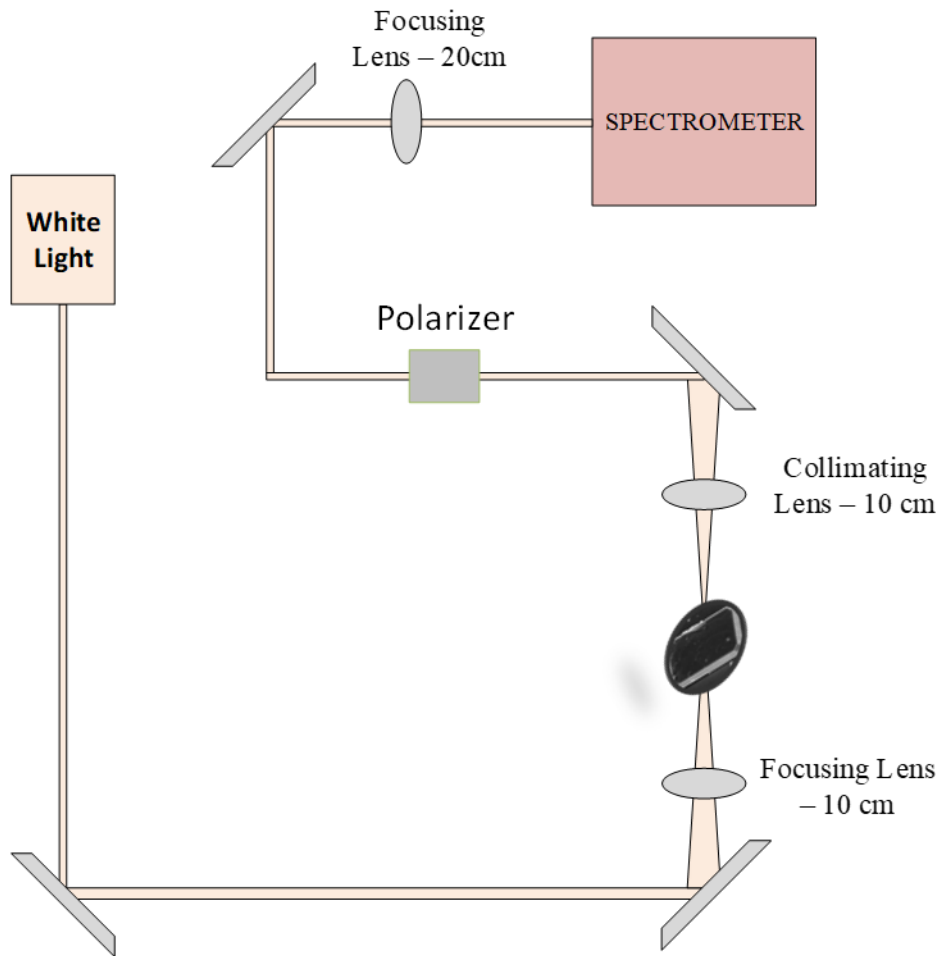 Focusing
Lens – 20cm
SPECTROMETER
White
Light
Polarizer
Collimating
Lens – 10 cm
Focusing Lens
– 10 cm